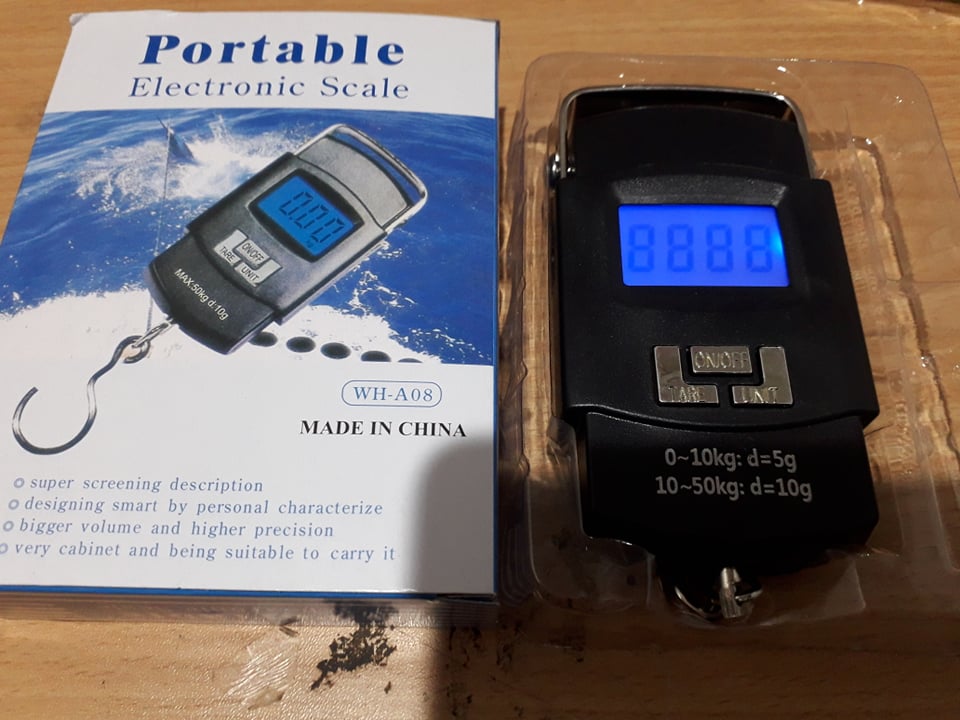 Portable
Electronic Scale
0.00
kg
ON/OFF
TARE
UNIT
MAX:50kg d:10g
WH-A08
MADE IN CHINA
super screening description
designing smart by personal characterize
bigger volume and higher precision
very cabinet and being suitable to carry it
8888
ON/OFF
TARE UNIT
0~10kg: d=5g
10~50kg: d=10g